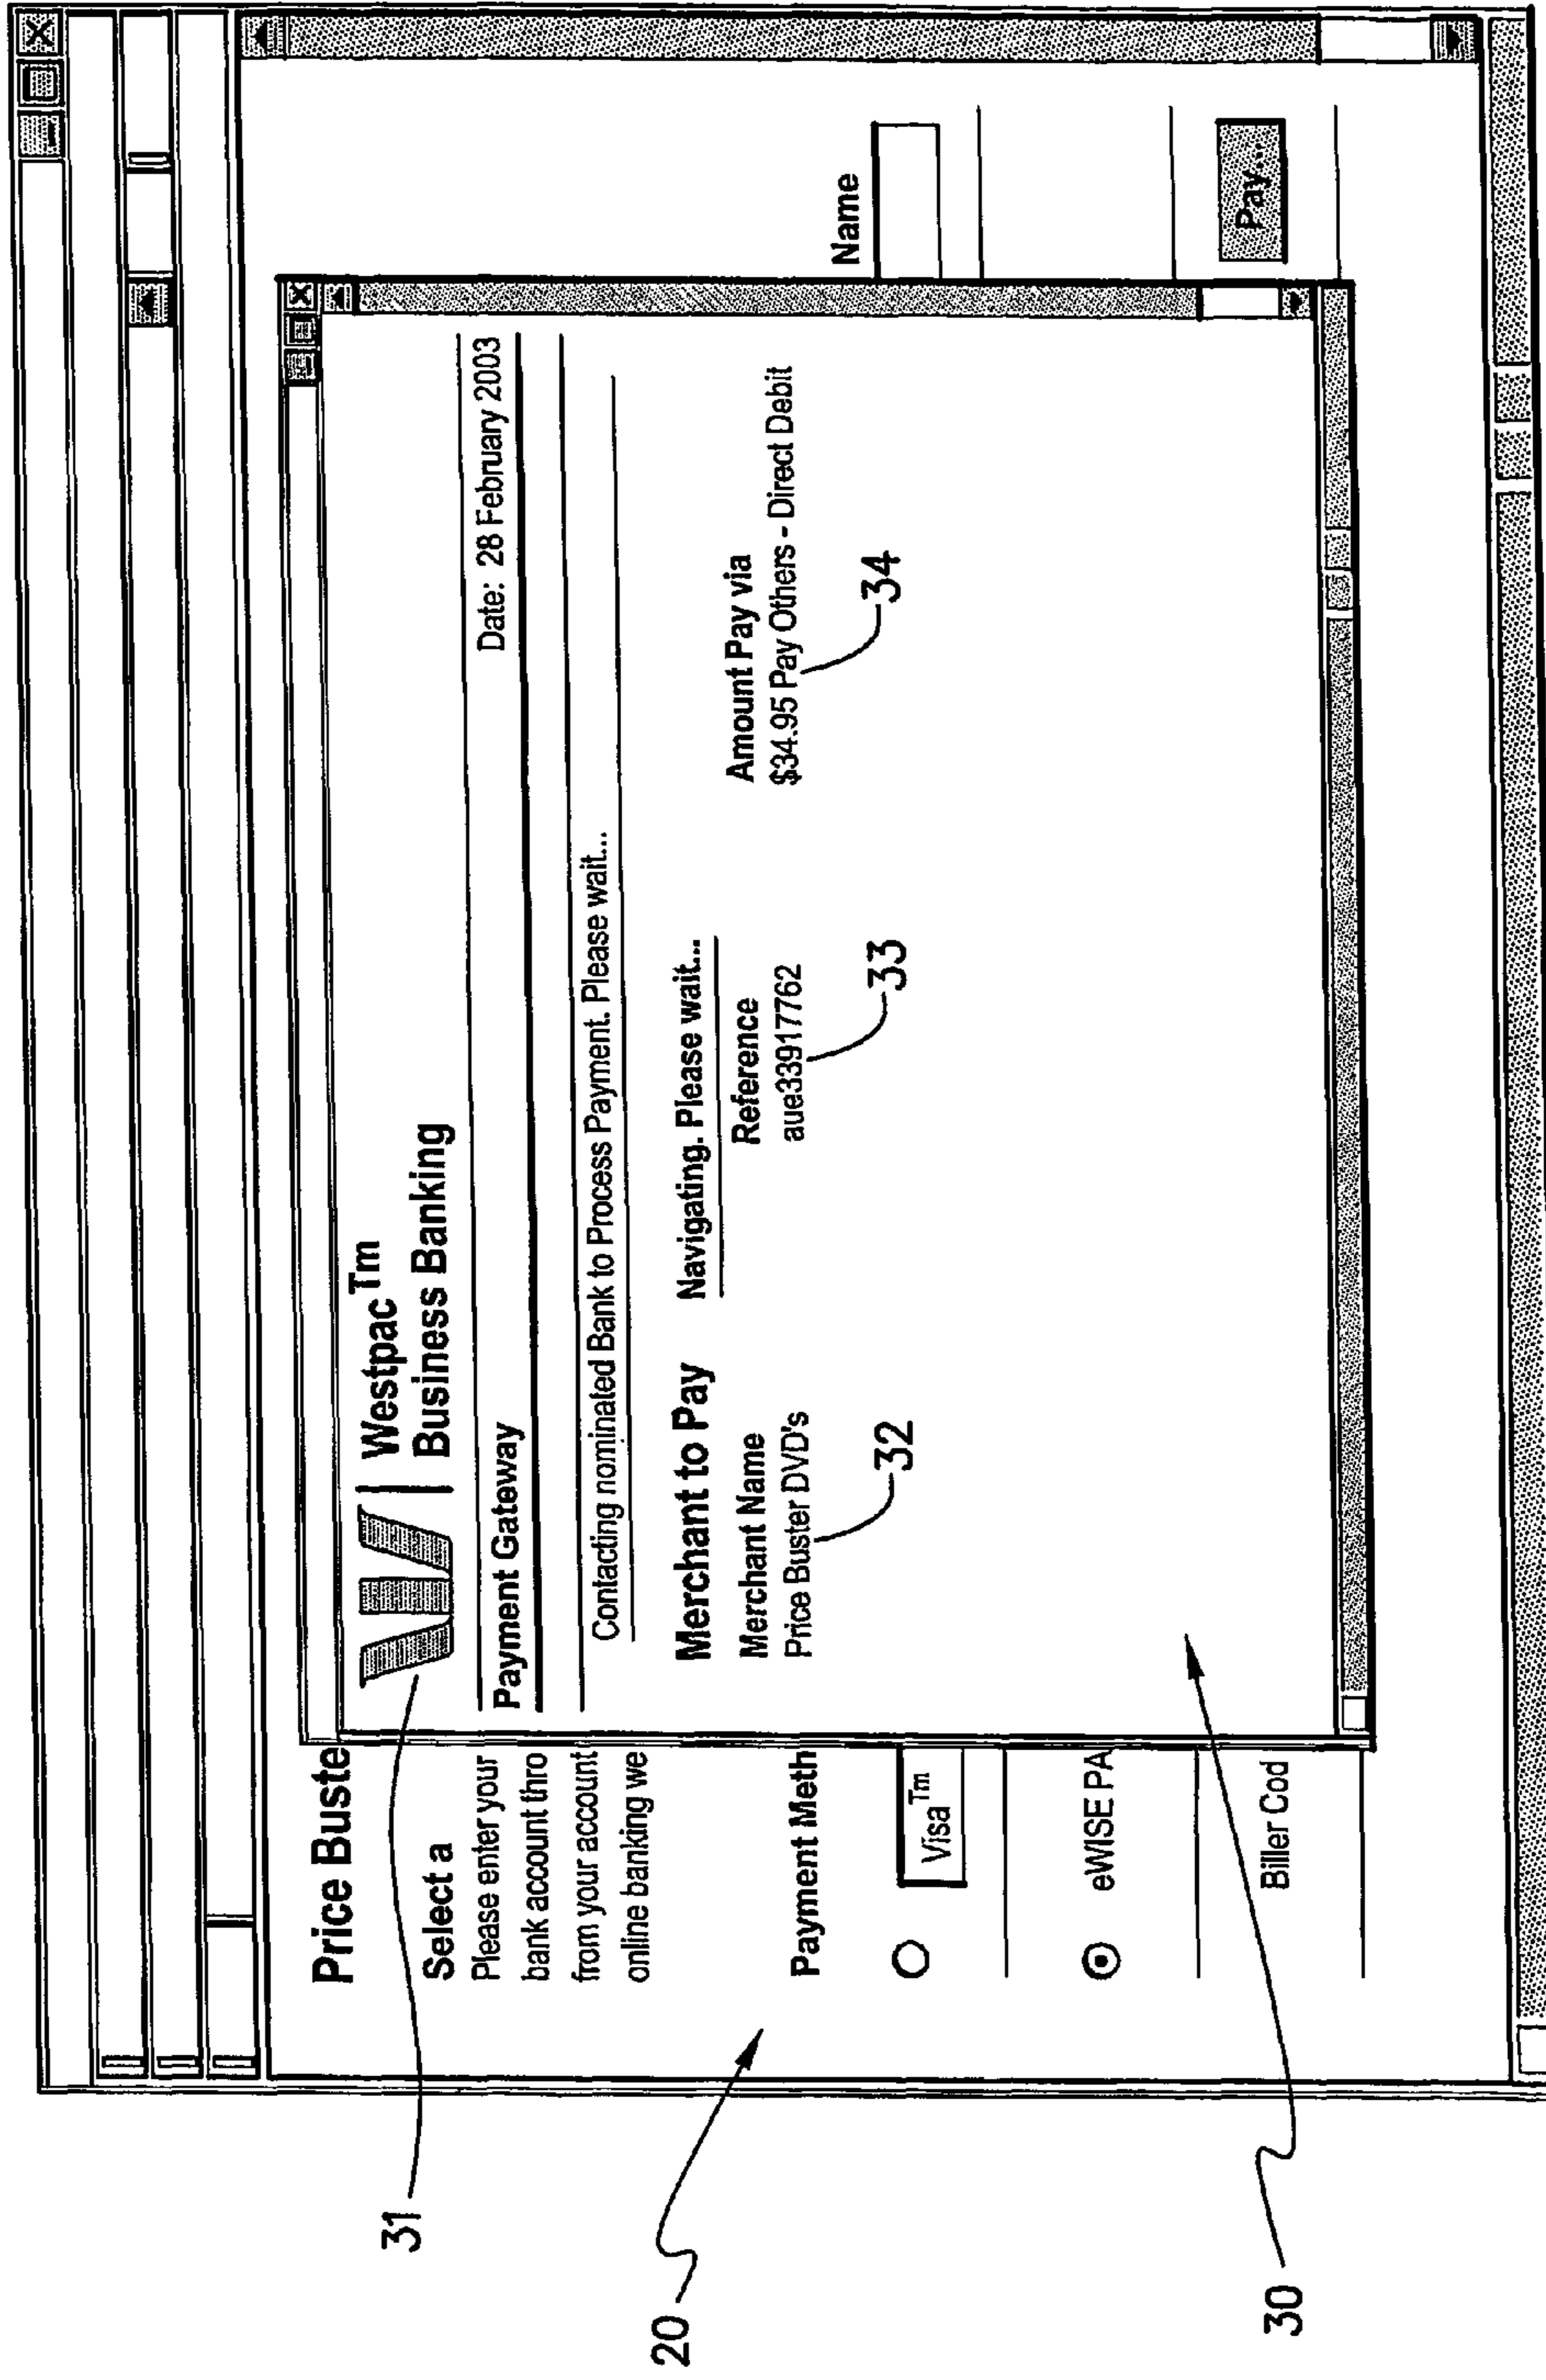 Price Buste
Select a
Please enter your
bank account thro
from your account
online banking we
Payment Meth
Name
Visa™
eWISE PA
Biller Cod
Pay...
Westpac™
Business Banking
Payment Gateway
Date: 28 February 2003
Contacting nominated Bank to Process Payment. Please wait...
Merchant to Pay
Navigating. Please wait...
Merchant Name
Reference
Amount Pay via
Price Buster DVD's
aue33917762
$34.95 Pay Others - Direct Debit
31
32
33
34
20
30